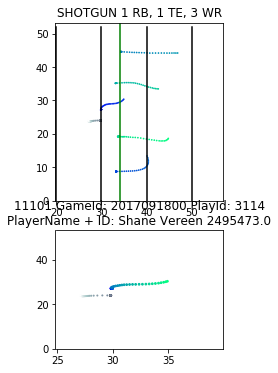 SHOTGUN 1 RB, 1 TE, 3 WR
50
40
30
20
10
0
20 30 40 50
11101 GameId: 2017091800 PlayId: 3114
PlayerName + ID: Shane Vereen 2495473.0
40
20
0
25 30 35